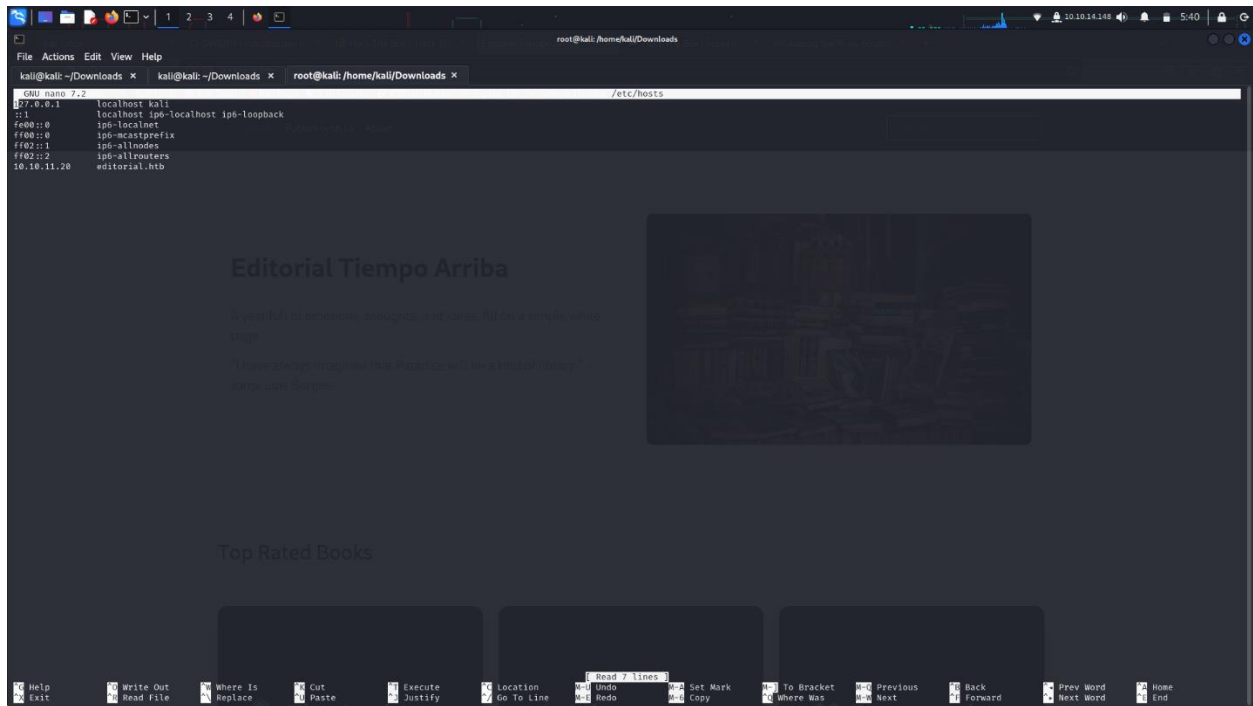 1 2 3 4
10.10.14.148
5:40
root@kali: /home/kali/Downloads
File Actions Edit View Help
kali@kali: ~/Downloads × kali@kali: ~/Downloads × root@kali: /home/kali/Downloads ×
GNU nano 7.2 /etc/hosts
127.0.0.1 localhost kali
::1 localhost ip6-localhost ip6-loopback
fe00::0 ip6-localnet
ff00::0 ip6-mcastprefix
ff02::1 ip6-allnodes
ff02::2 ip6-allrouters
10.10.11.20 editorial.htb
Editorial Tiempo Arriba
Top Rated Books
[ Read 7 lines ]
^G Help ^O Write Out ^W Where Is ^K Cut ^T Execute ^C Location M-U Undo M-A Set Mark M-] To Bracket M-Q Previous ^B Back ^◂ Prev Word ^A Home
^X Exit ^R Read File ^\ Replace ^U Paste ^J Justify ^/ Go To Line M-E Redo M-6 Copy ^Q Where Was M-W Next ^F Forward ^▸ Next Word ^E End